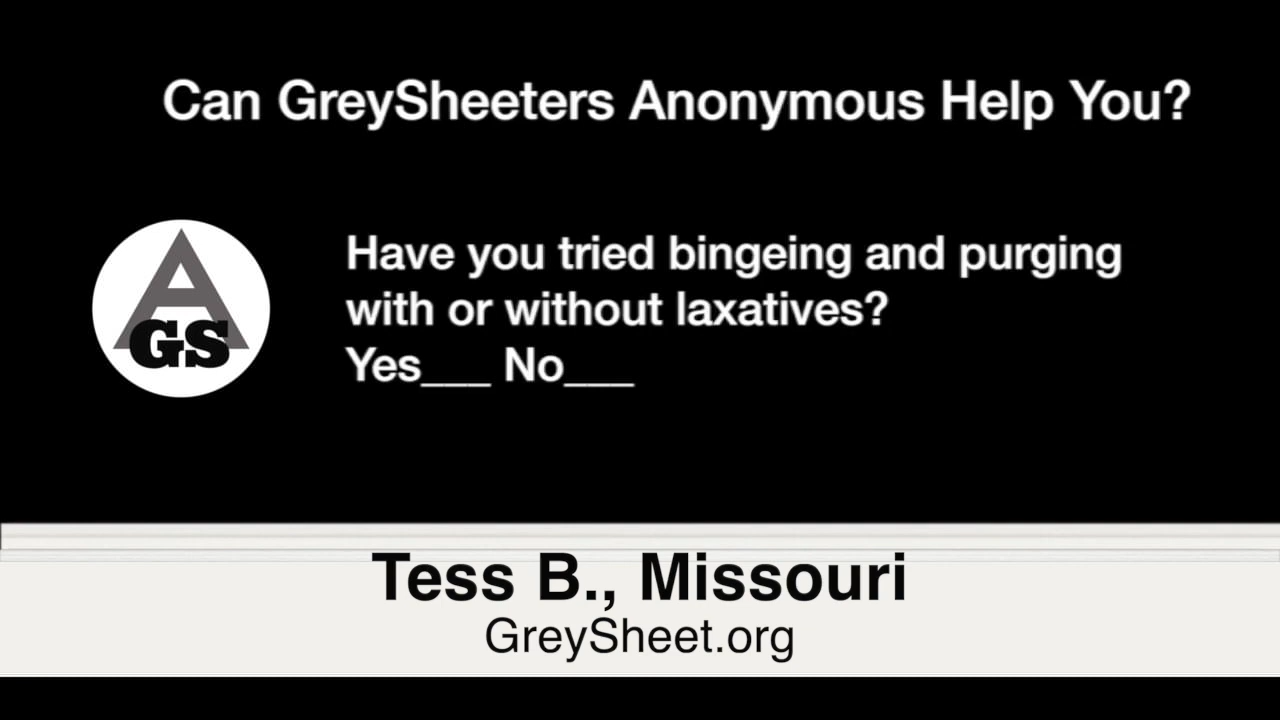 Can GreySheeters Anonymous Help You?
A
GS
Have you tried bingeing and purging
with or without laxatives?
Yes___ No___
Tess B., Missouri
GreySheet.org